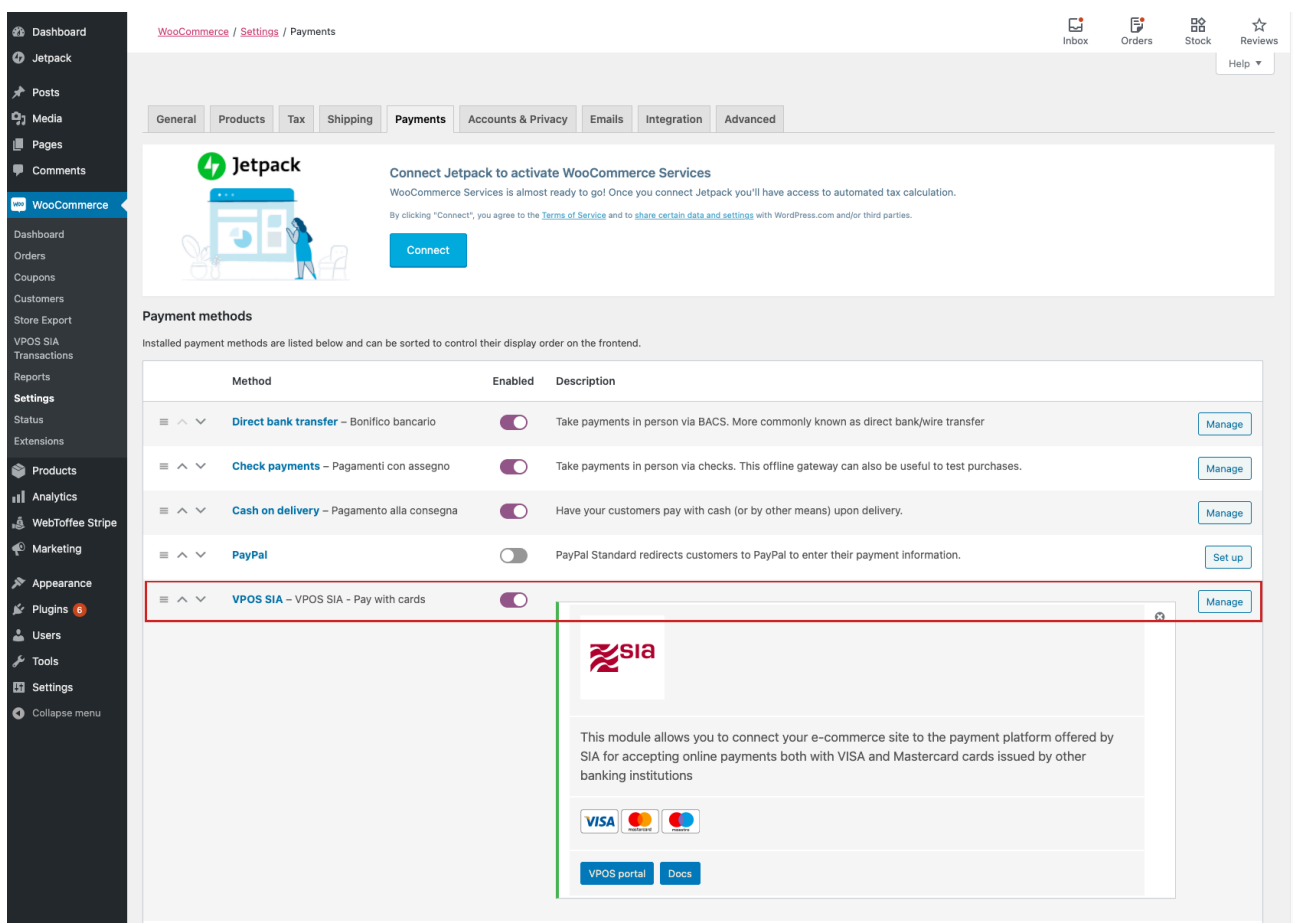 Dashboard
Jetpack
Posts
Media
Pages
Comments
WooCommerce
Dashboard
Orders
Coupons
Customers
Store Export
VPOS SIA
Transactions
Reports
Settings
Status
Extensions
Products
Analytics
WebToffee Stripe
Marketing
Appearance
Plugins 6
Users
Tools
Settings
Collapse menu
WooCommerce / Settings / Payments
Inbox
Orders
Stock
Reviews
Help
General Products Tax Shipping Payments Accounts & Privacy Emails Integration Advanced
Jetpack
Connect Jetpack to activate WooCommerce Services
WooCommerce Services is almost ready to go! Once you connect Jetpack you'll have access to automated tax calculation.
By clicking "Connect", you agree to the Terms of Service and to share certain data and settings with WordPress.com and/or third parties.
Connect
Payment methods
Installed payment methods are listed below and can be sorted to control their display order on the frontend.
Method Enabled Description
Direct bank transfer – Bonifico bancario Take payments in person via BACS. More commonly known as direct bank/wire transfer Manage
Check payments – Pagamenti con assegno Take payments in person via checks. This offline gateway can also be useful to test purchases. Manage
Cash on delivery – Pagamento alla consegna Have your customers pay with cash (or by other means) upon delivery. Manage
PayPal PayPal Standard redirects customers to PayPal to enter their payment information. Set up
VPOS SIA – VPOS SIA - Pay with cards Manage
sia
This module allows you to connect your e-commerce site to the payment platform offered by
SIA for accepting online payments both with VISA and Mastercard cards issued by other
banking institutions
VISA mastercard maestro
VPOS portal Docs